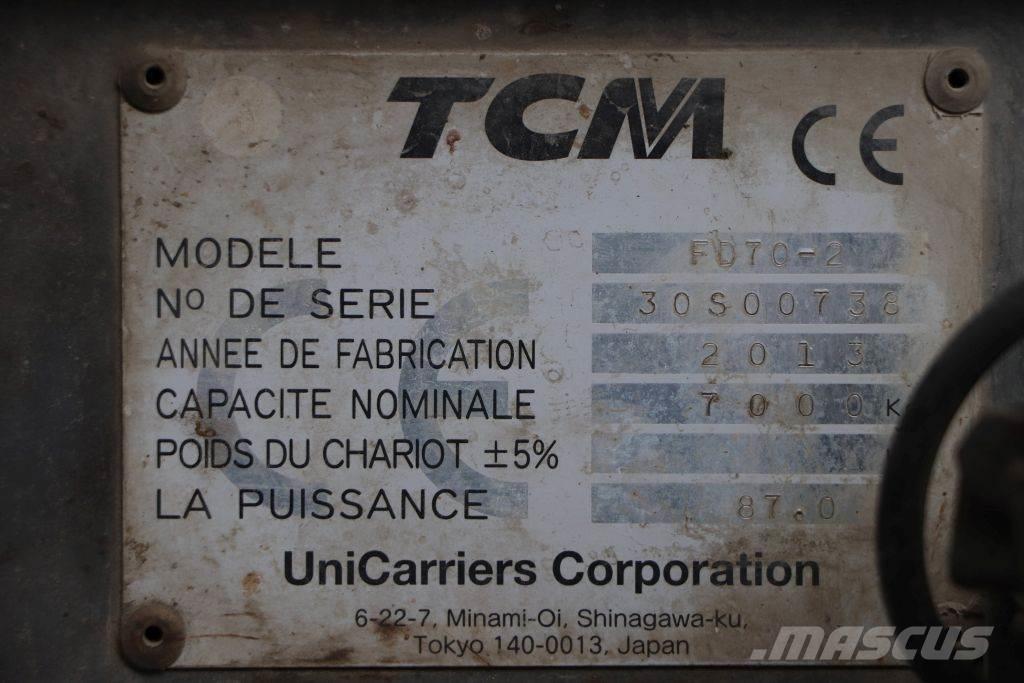 TCM CE
MODELE FD70-2
Nº DE SERIE 30S00738
ANNEE DE FABRICATION 2013
CAPACITE NOMINALE 7000 K
POIDS DU CHARIOT ±5%
LA PUISSANCE 87.0
UniCarriers Corporation
6-22-7, Minami-Oi, Shinagawa-ku,
Tokyo 140-0013, Japan
.MASCUS